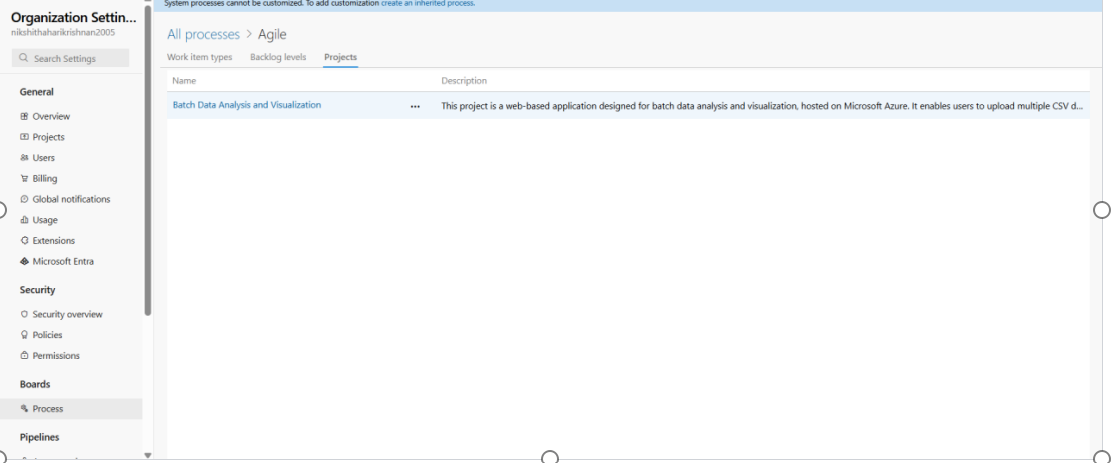 System processes cannot be customized. To add customization create an inherited process.
Organization Settin...
nikshithaharikrishnan2005
Search Settings
General
Overview
Projects
Users
Billing
Global notifications
Usage
Extensions
Microsoft Entra
Security
Security overview
Policies
Permissions
Boards
Process
Pipelines
All processes > Agile
Work item types Backlog levels Projects
Name Description
Batch Data Analysis and Visualization ... This project is a web-based application designed for batch data analysis and visualization, hosted on Microsoft Azure. It enables users to upload multiple CSV d...